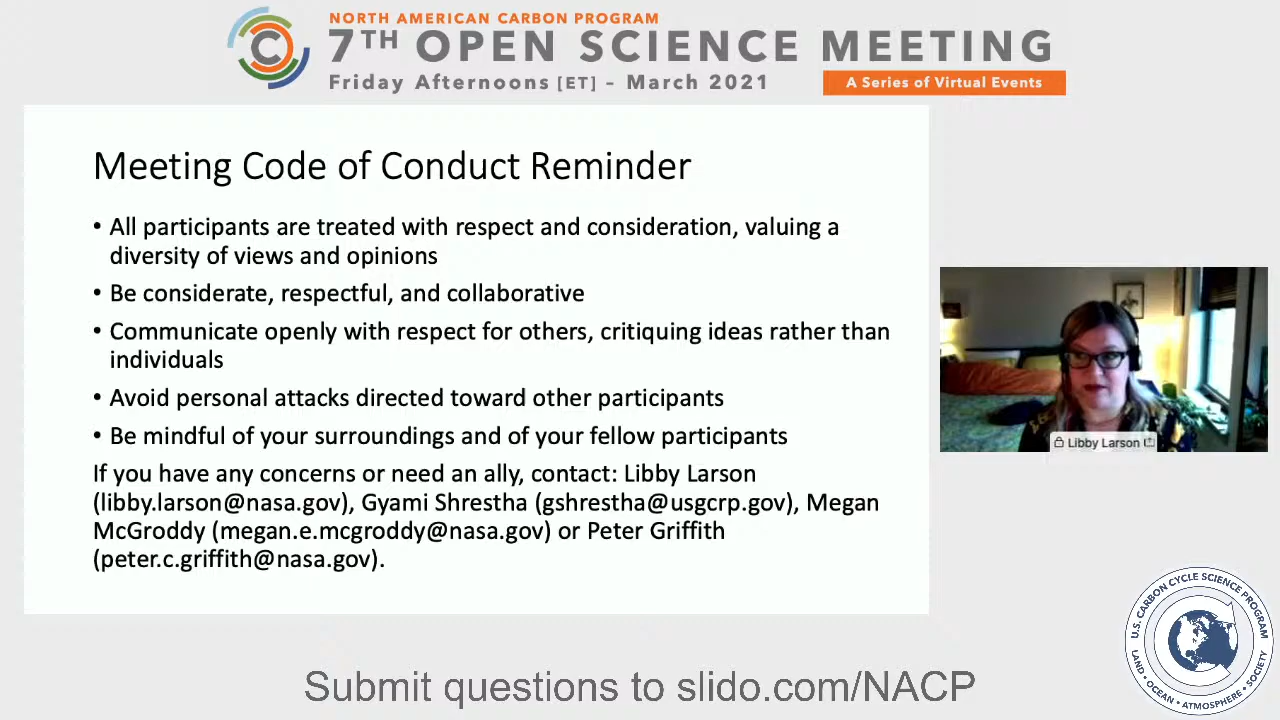 NORTH AMERICAN CARBON PROGRAM
7TH OPEN SCIENCE MEETING
Friday Afternoons [ET] – March 2021
A Series of Virtual Events
C
Meeting Code of Conduct Reminder
• All participants are treated with respect and consideration, valuing a
diversity of views and opinions
• Be considerate, respectful, and collaborative
• Communicate openly with respect for others, critiquing ideas rather than
individuals
• Avoid personal attacks directed toward other participants
• Be mindful of your surroundings and of your fellow participants
If you have any concerns or need an ally, contact: Libby Larson
(libby.larson@nasa.gov), Gyami Shrestha (gshrestha@usgcrp.gov), Megan
McGroddy (megan.e.mcgroddy@nasa.gov) or Peter Griffith
(peter.c.griffith@nasa.gov).
Libby Larson
U.S. CARBON CYCLE SCIENCE PROGRAM
LAND • OCEAN • ATMOSPHERE • SOCIETY
Submit questions to slido.com/NACP